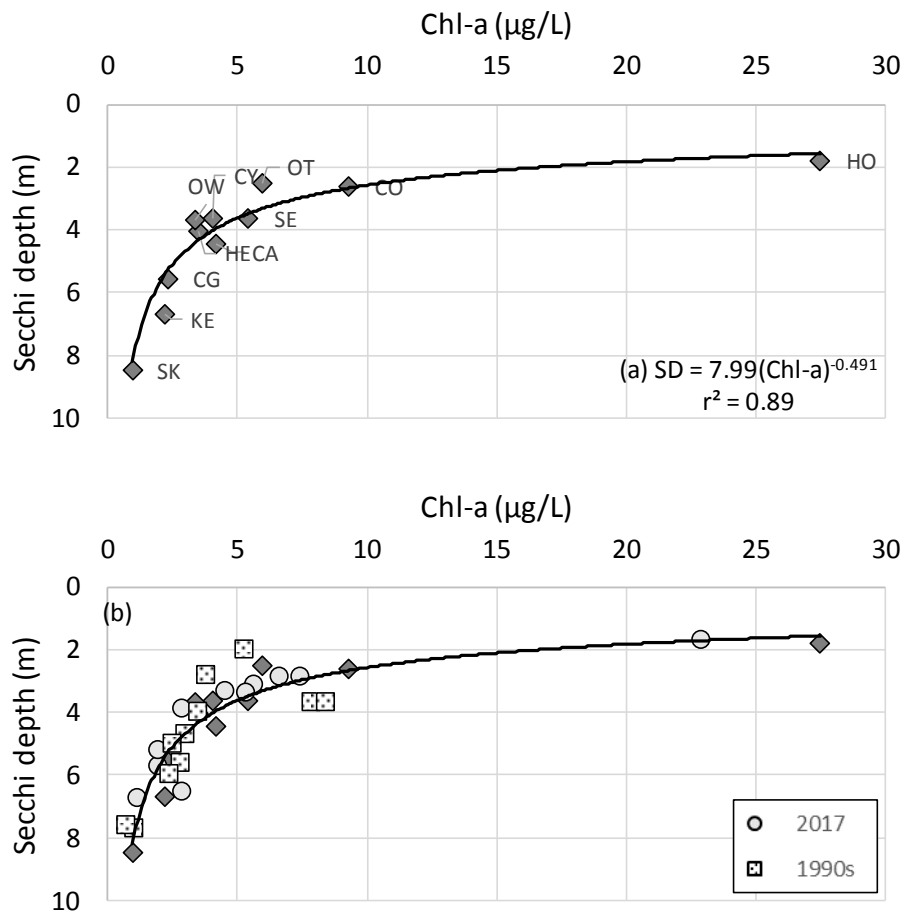 Chl-a (µg/L)
0 5 10 15 20 25 30
0
2
4
6
8
10
Secchi depth (m)
OW
CY
OT
CO
HO
SE
HECA
CG
KE
SK
(a) SD = 7.99(Chl-a)^-0.491
r² = 0.89
Chl-a (µg/L)
0 5 10 15 20 25 30
0
2
4
6
8
10
Secchi depth (m)
(b)
2017
1990s